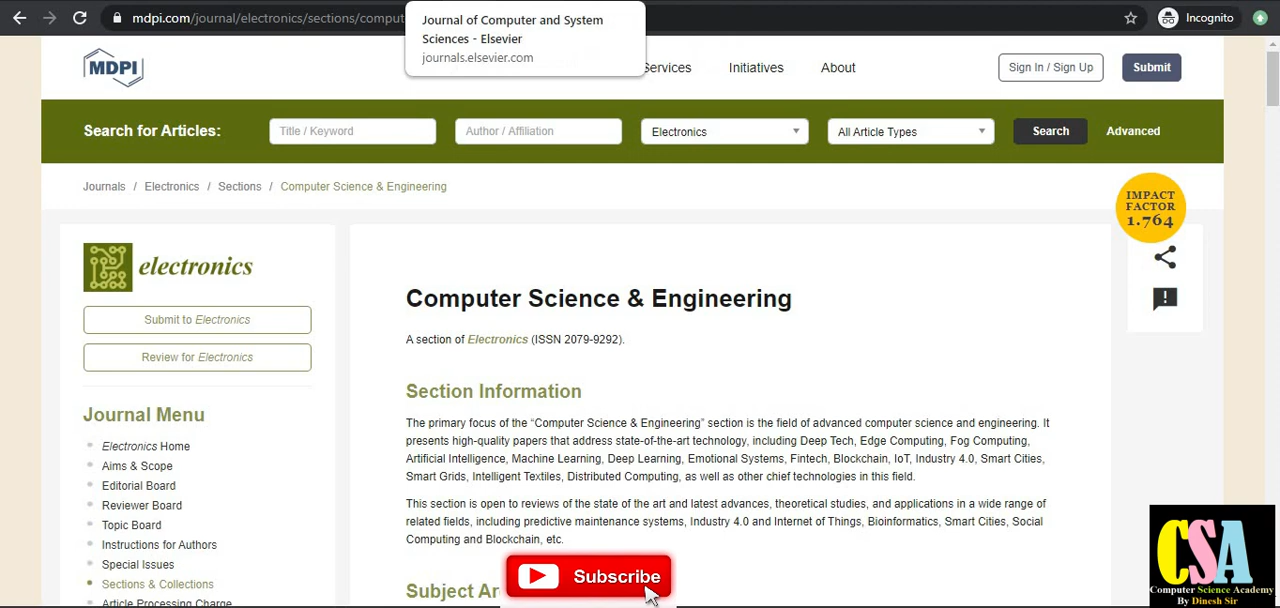 mdpi.com/journal/electronics/sections/comput
Incognito
Journal of Computer and System
Sciences - Elsevier
journals.elsevier.com
MDPI
Services
Initiatives
About
Sign In / Sign Up
Submit
Search for Articles:
Title / Keyword
Author / Affiliation
Electronics
All Article Types
Search
Advanced
Journals / Electronics / Sections / Computer Science & Engineering
IMPACT
FACTOR
1.764
electronics
Submit to Electronics
Review for Electronics
Journal Menu
Electronics Home
Aims & Scope
Editorial Board
Reviewer Board
Topic Board
Instructions for Authors
Special Issues
Sections & Collections
Article Processing Charge
Computer Science & Engineering
A section of Electronics (ISSN 2079-9292).
Section Information
The primary focus of the “Computer Science & Engineering” section is the field of advanced computer science and engineering. It
presents high-quality papers that address state-of-the-art technology, including Deep Tech, Edge Computing, Fog Computing,
Artificial Intelligence, Machine Learning, Deep Learning, Emotional Systems, Fintech, Blockchain, IoT, Industry 4.0, Smart Cities,
Smart Grids, Intelligent Textiles, Distributed Computing, as well as other chief technologies in this field.
This section is open to reviews of the state of the art and latest advances, theoretical studies, and applications in a wide range of
related fields, including predictive maintenance systems, Industry 4.0 and Internet of Things, Bioinformatics, Smart Cities, Social
Computing and Blockchain, etc.
Subject Ar
Subscribe
CSA
Computer Science Academy
By Dinesh Sir